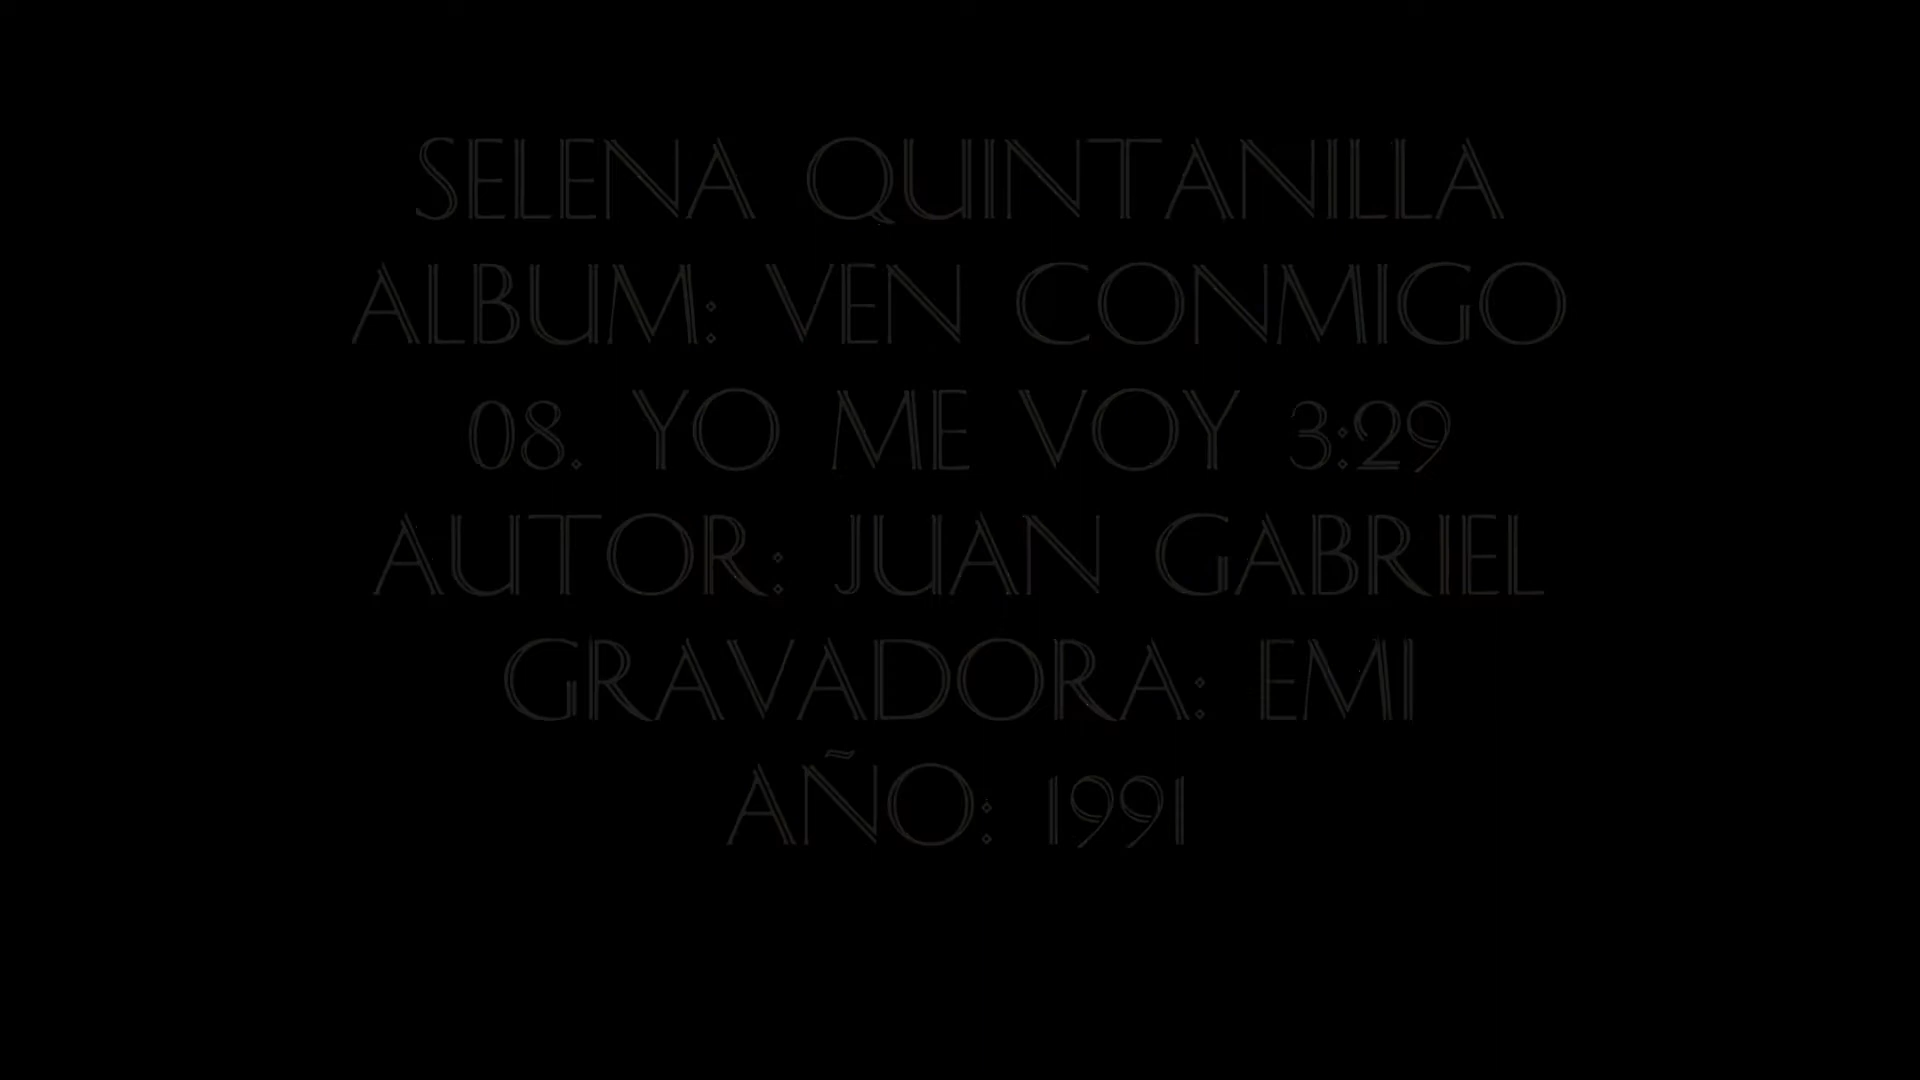 SELENA QUINTANILLA
ALBUM: VEN CONMIGO
08. YO ME VOY 3:29
AUTOR: JUAN GABRIEL
GRAVADORA: EMI
AÑO: 1991